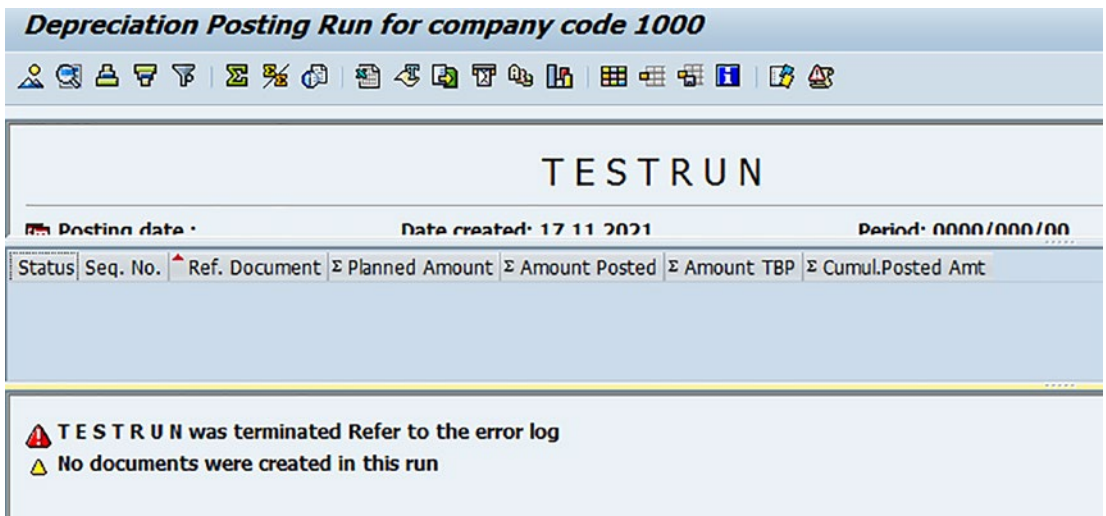 Depreciation Posting Run for company code 1000
T E S T R U N
Posting date : Date created: 17.11.2021 Period: 0000/000/00
Status Seq. No. Ref. Document Σ Planned Amount Σ Amount Posted Σ Amount TBP Σ Cumul.Posted Amt
T E S T R U N was terminated Refer to the error log
No documents were created in this run